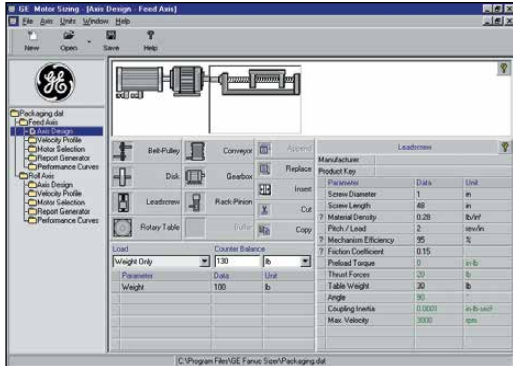 GE Motor Sizing - [Axis Design - Feed Axis]
File Axis Units Window Help
New Open Save Help
Packaging.dat
Feed Axis
Axis Design
Velocity Profile
Motor Selection
Report Generator
Performance Curves
Roll Axis
Axis Design
Velocity Profile
Motor Selection
Report Generator
Performance Curves
Belt-Pulley Conveyor Append
Disk Gearbox Replace
Leadscrew Rack Pinion Insert
Cut
Rotary Table Copy
Load Counter Balance
Weight Only 130 lb
Parameter Data Unit
Weight 100 lb
Leadscrew
Manufacturer
Product Key
Parameter Data Unit
Screw Diameter 1 in
Screw Length 48 in
? Material Density 0.28 lb/in³
Pitch / Lead 2 rev/in
? Mechanism Efficiency 95 %
? Friction Coefficient 0.15
Preload Torque 0 in-lb
Thrust Forces 20 lb
Table Weight 30 lb
Angle 90 °
Coupling Inertia 0.0001 in-lb-sec²
Max. Velocity 3000 rpm
C:\Program Files\GE Fanuc Sizer\Packaging.dat